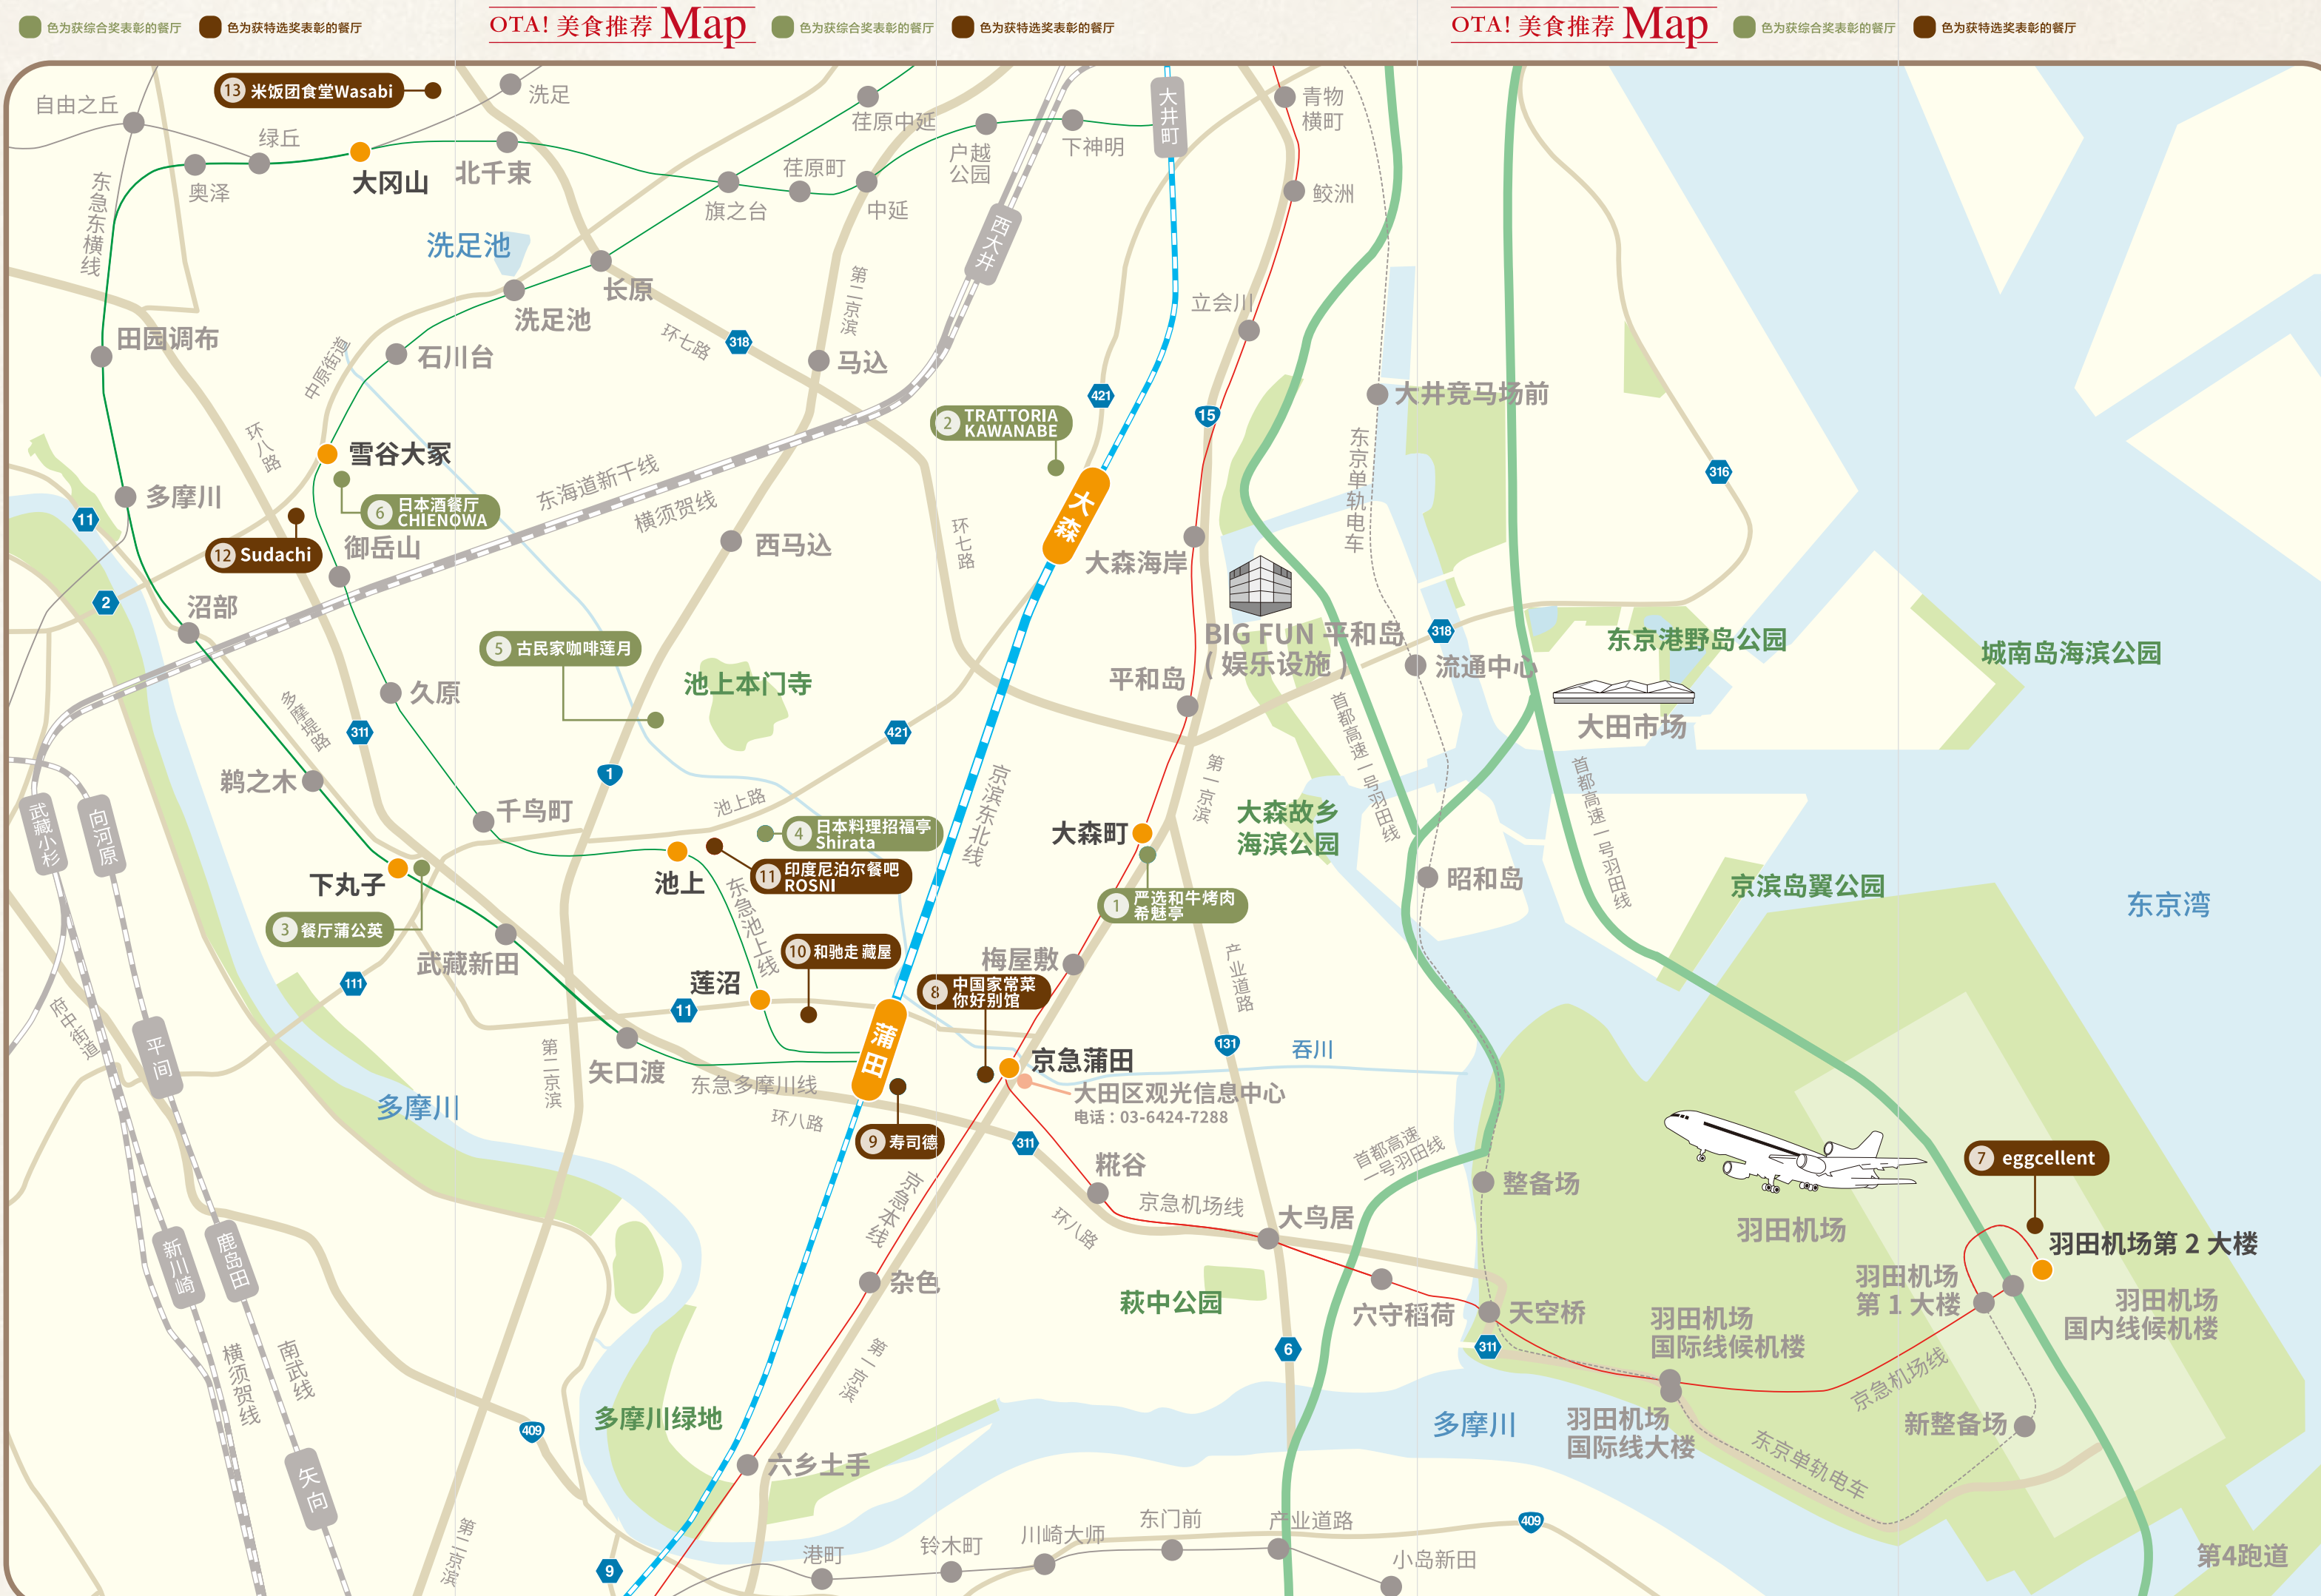 色为获综合奖表彰的餐厅
色为获特选奖表彰的餐厅
OTA! 美食推荐 Map
色为获综合奖表彰的餐厅
色为获特选奖表彰的餐厅
OTA! 美食推荐 Map
色为获综合奖表彰的餐厅
色为获特选奖表彰的餐厅
13 米饭团食堂Wasabi
洗足
自由之丘
绿丘
奥泽
大冈山
北千束
东急东横线
荏原中延
荏原町
旗之台
中延
户越
公园
下神明
大井町
青物
横町
鲛洲
西大井
洗足池
长原
洗足池
第二京滨
环七路
318
立会川
田园调布
中原街道
石川台
马込
421
15
大井竞马场前
2 TRATTORIA
KAWANABE
环八路
雪谷大冢
东海道新干线
横须贺线
大森
东京单轨电车
316
多摩川
11
6 日本酒餐厅
CHIENOWA
12 Sudachi
御岳山
西马込
环七路
大森海岸
2
沼部
BIG FUN 平和岛
( 娱乐设施 )
318
流通中心
东京港野岛公园
城南岛海滨公园
5 古民家咖啡莲月
池上本门寺
平和岛
大田市场
久原
多摩堤路
311
421
1
首都高速一号羽田线
首都高速一号羽田线
第一京滨
京滨东北线
鹈之木
千鸟町
池上路
武藏小杉
向河原
4 日本料理招福亭
Shirata
大森町
大森故乡
海滨公园
下丸子
池上
11 印度尼泊尔餐吧
ROSNI
东急池上线
1 严选和牛烤肉
希魅亭
昭和岛
京滨岛翼公园
东京湾
3 餐厅蒲公英
武藏新田
10 和驰走 藏屋
梅屋敷
产业道路
111
莲沼
11
8 中国家常菜
你好别馆
府中街道
平间
第二京滨
矢口渡
蒲田
京急蒲田
131
吞川
东急多摩川线
大田区观光信息中心
电话：03-6424-7288
环八路
多摩川
9 寿司德
311
首都高速
一号羽田线
7 eggcellent
糀谷
整备场
京急本线
京急机场线
环八路
大鸟居
羽田机场
羽田机场第 2 大楼
新川崎
鹿岛田
杂色
萩中公园
穴守稻荷
天空桥
羽田机场
第 1 大楼
羽田机场
国内线候机楼
羽田机场
国际线候机楼
311
6
横须贺线
南武线
第一京滨
京急机场线
409
多摩川绿地
多摩川
羽田机场
国际线大楼
新整备场
六乡土手
东京单轨电车
矢向
第二京滨
9
港町
铃木町
川崎大师
东门前
产业道路
409
小岛新田
第4跑道